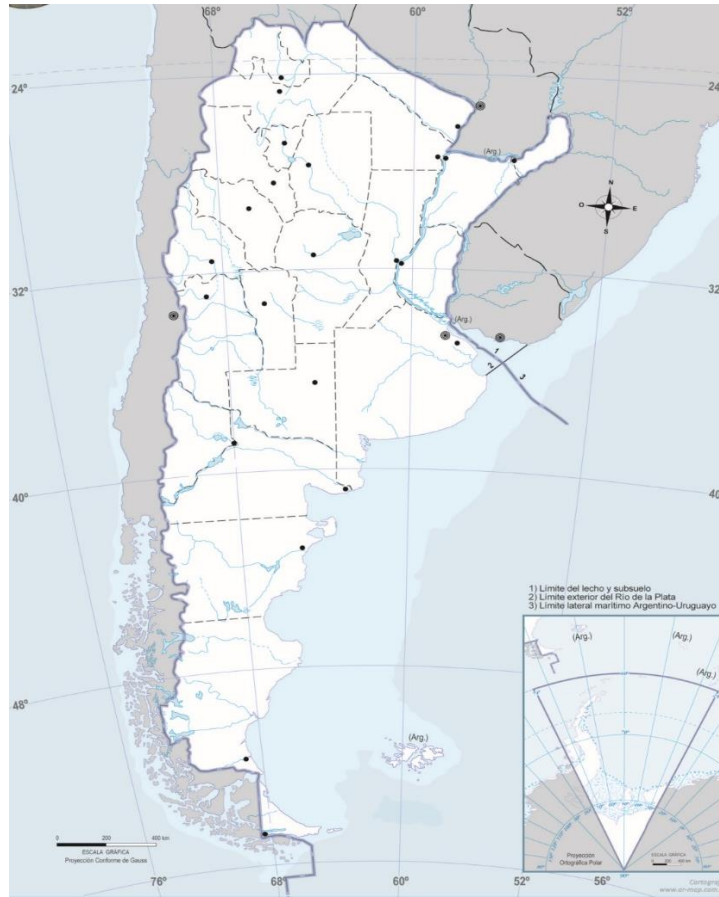 68°
60°
52°
24°
24°
(Arg.)
N
O
E
S
32°
32°
(Arg.)
1
2
3
40°
40°
1) Límite del lecho y subsuelo
2) Límite exterior del Río de la Plata
3) Límite lateral marítimo Argentino-Uruguayo
(Arg.)
(Arg.)
(Arg.)
48°
(Arg.)
0
200
400 km
ESCALA GRÁFICA
Proyección Conforme de Gauss
Proyección
Ortográfica Polar
ESCALA GRÁFICA
76°
68°
60°
52°
56°
www.ar-map.com